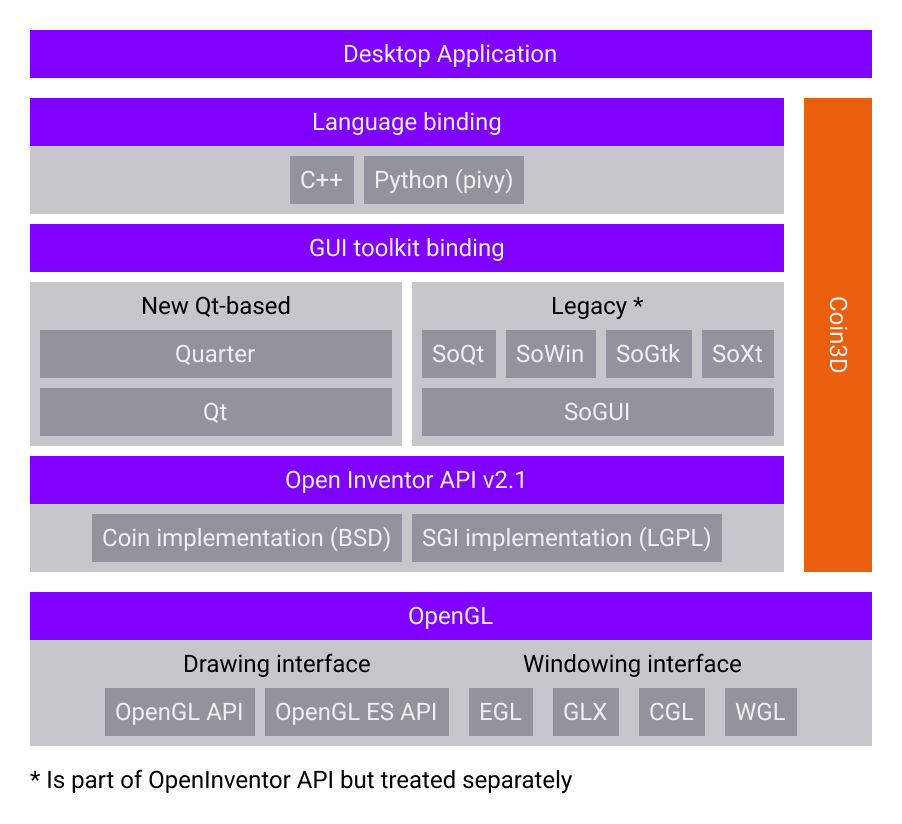 Desktop Application
Language binding
C++ Python (pivy)
GUI toolkit binding
New Qt-based
Quarter
Qt
Legacy *
SoQt SoWin SoGtk SoXt
SoGUI
Open Inventor API v2.1
Coin implementation (BSD) SGI implementation (LGPL)
Coin3D
OpenGL
Drawing interface
OpenGL API OpenGL ES API
Windowing interface
EGL GLX CGL WGL
* Is part of OpenInventor API but treated separately